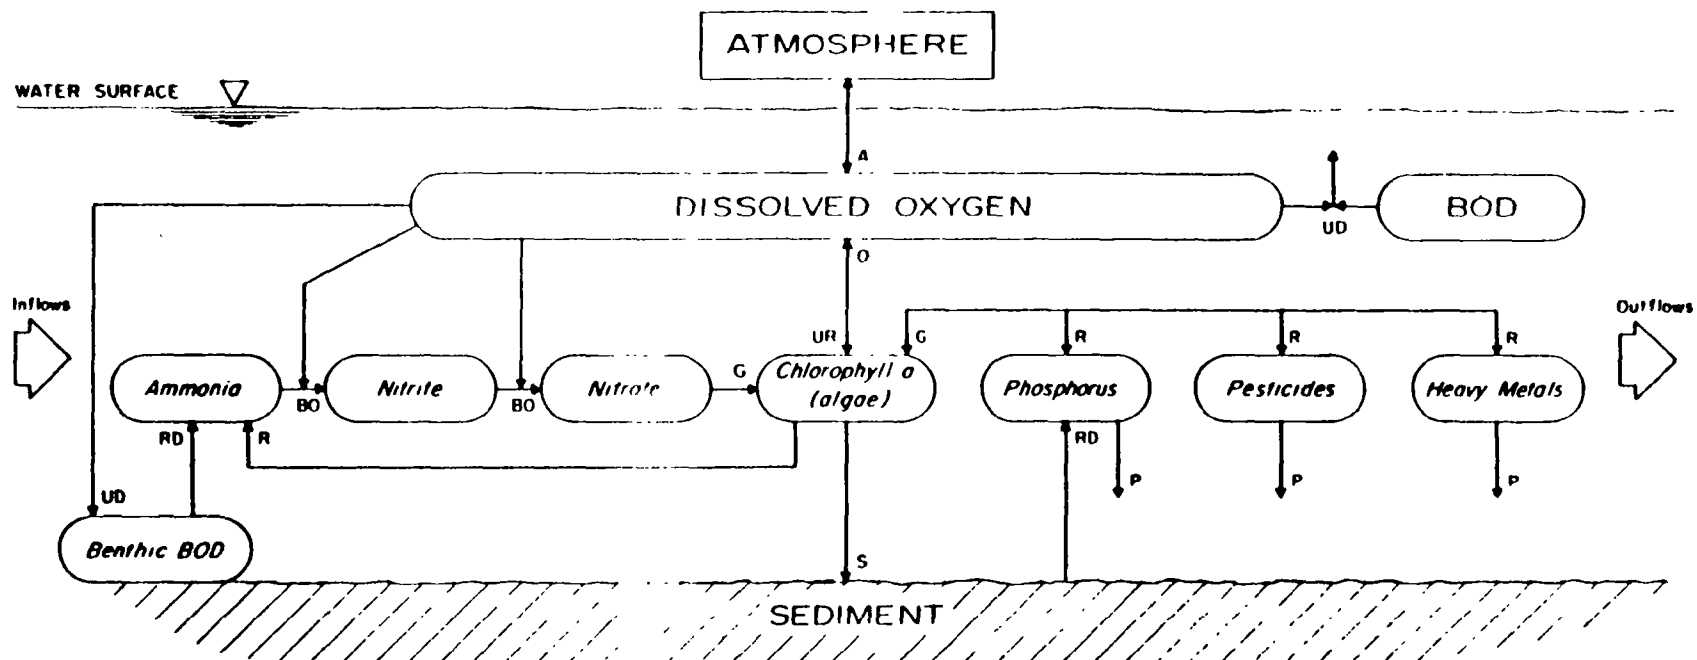 ATMOSPHERE
WATER SURFACE
A
DISSOLVED OXYGEN
BOD
UD
O
Inflows
Outflows
UR
G
R
R
R
Ammonia
BO
Nitrite
BO
Nitrate
G
Chlorophyll a
(algae)
Phosphorus
Pesticides
Heavy Metals
RD
R
RD
P
P
P
UD
Benthic BOD
S
SEDIMENT